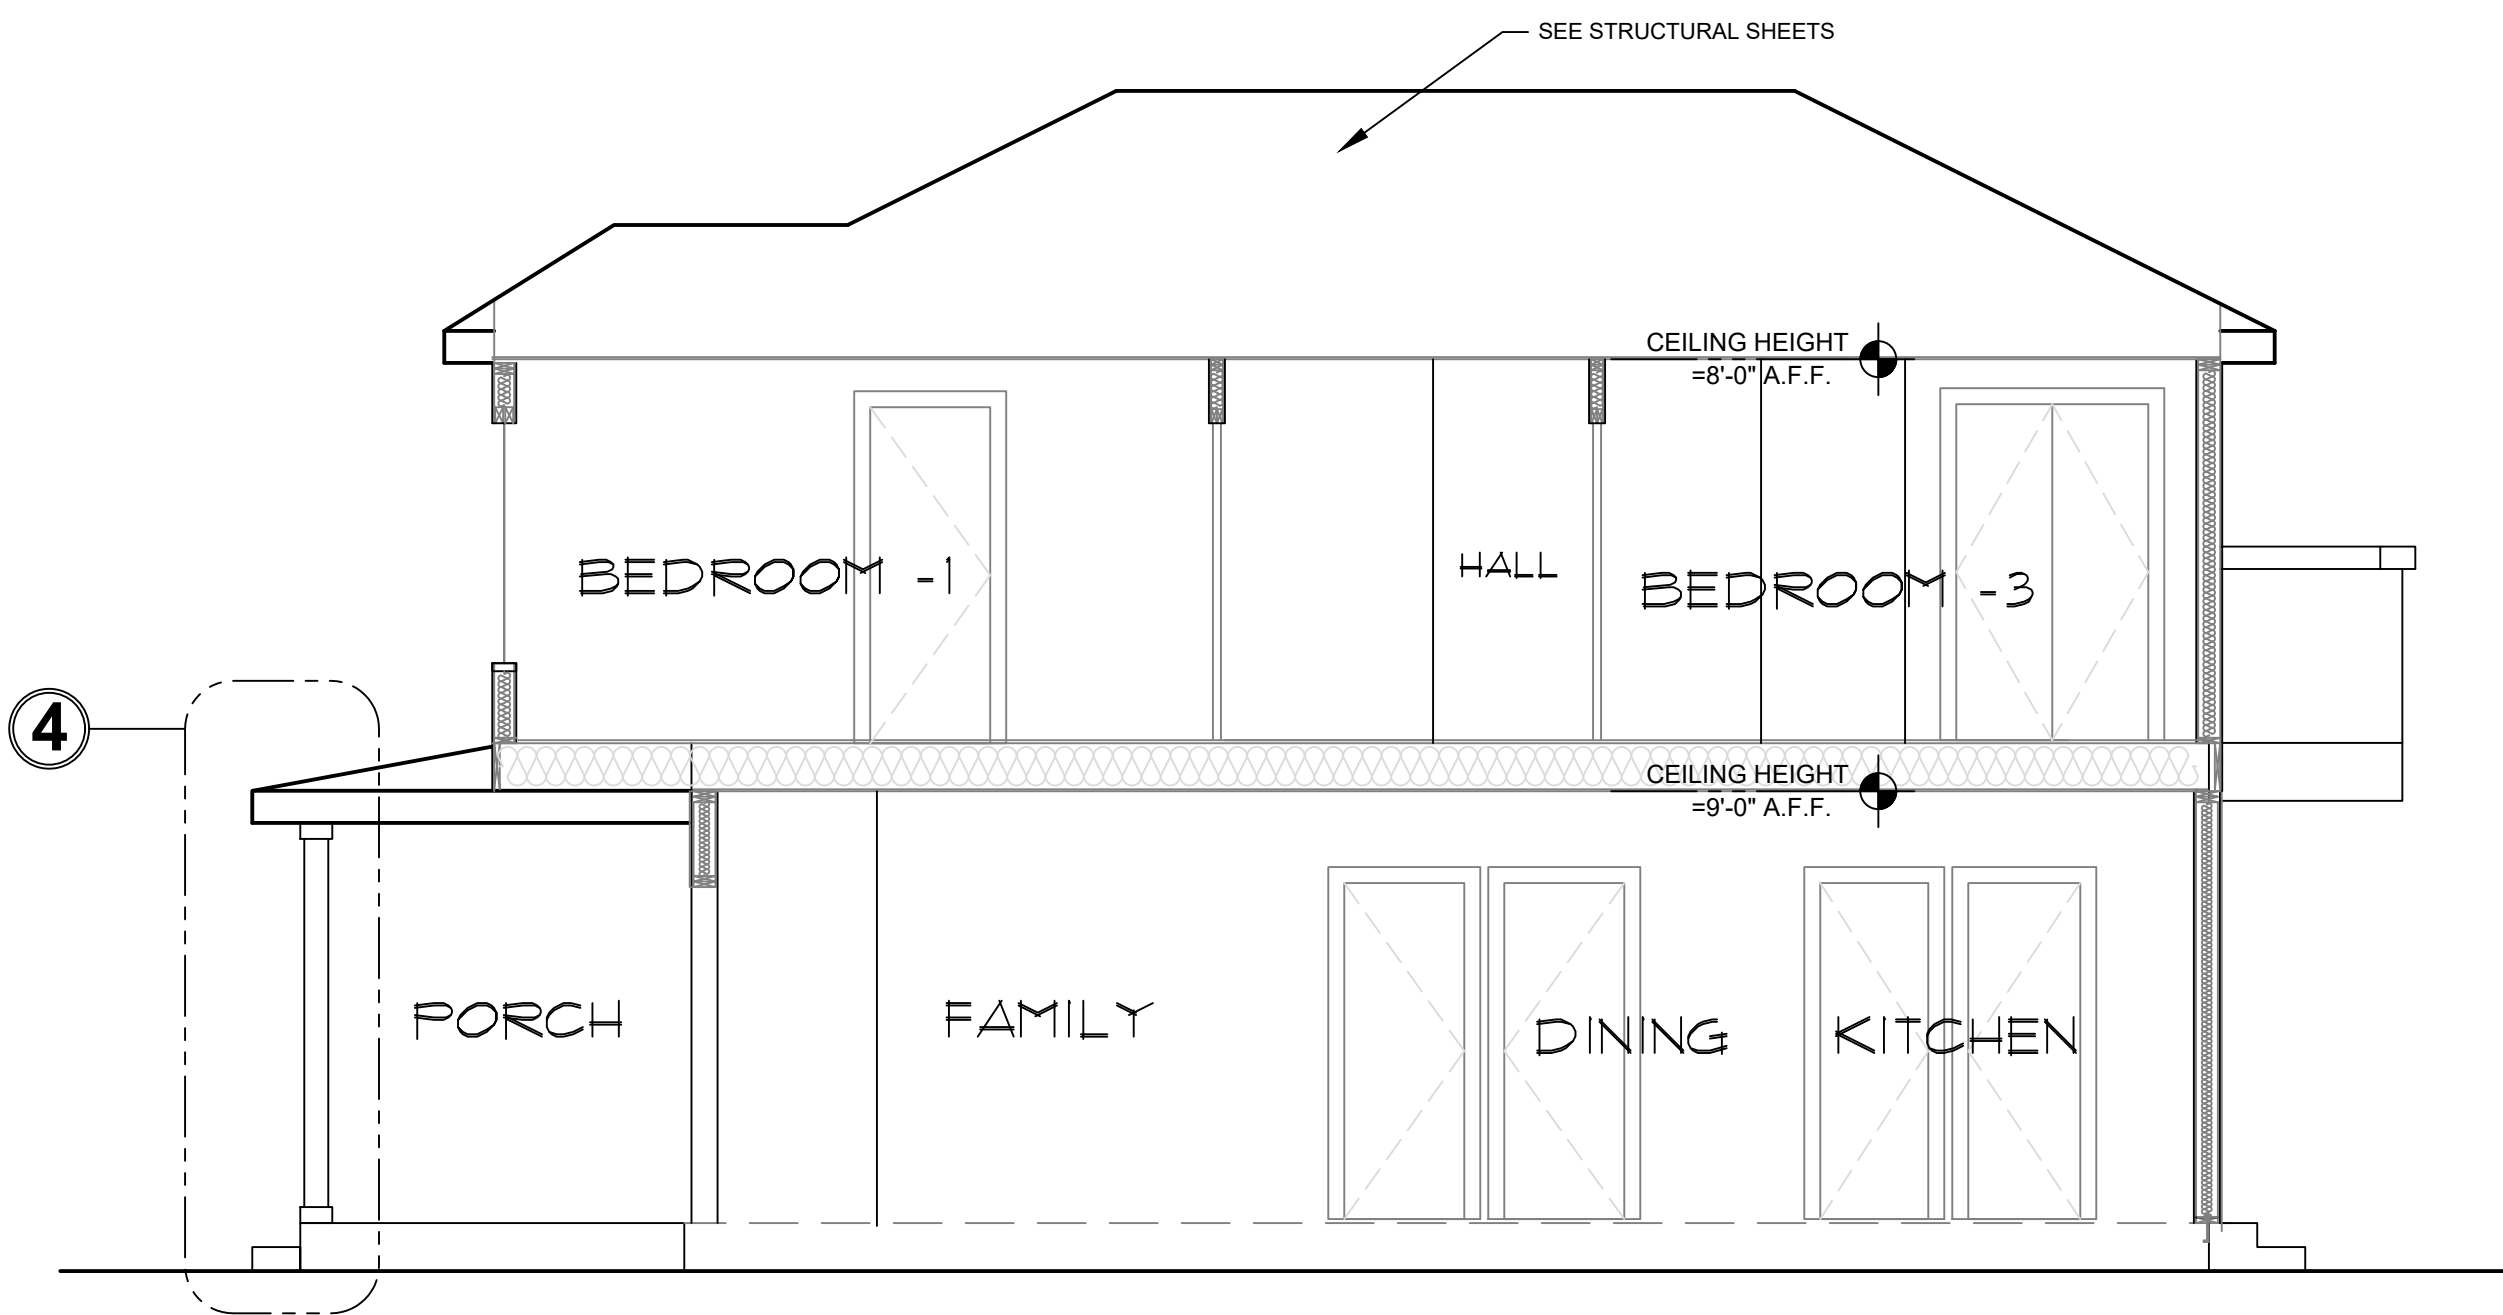 SEE STRUCTURAL SHEETS
CEILING HEIGHT
=8'-0" A.F.F.
HALL
BEDROOM -1
BEDROOM -3
4
CEILING HEIGHT
=9'-0" A.F.F.
PORCH
FAMILY
DINING
KITCHEN